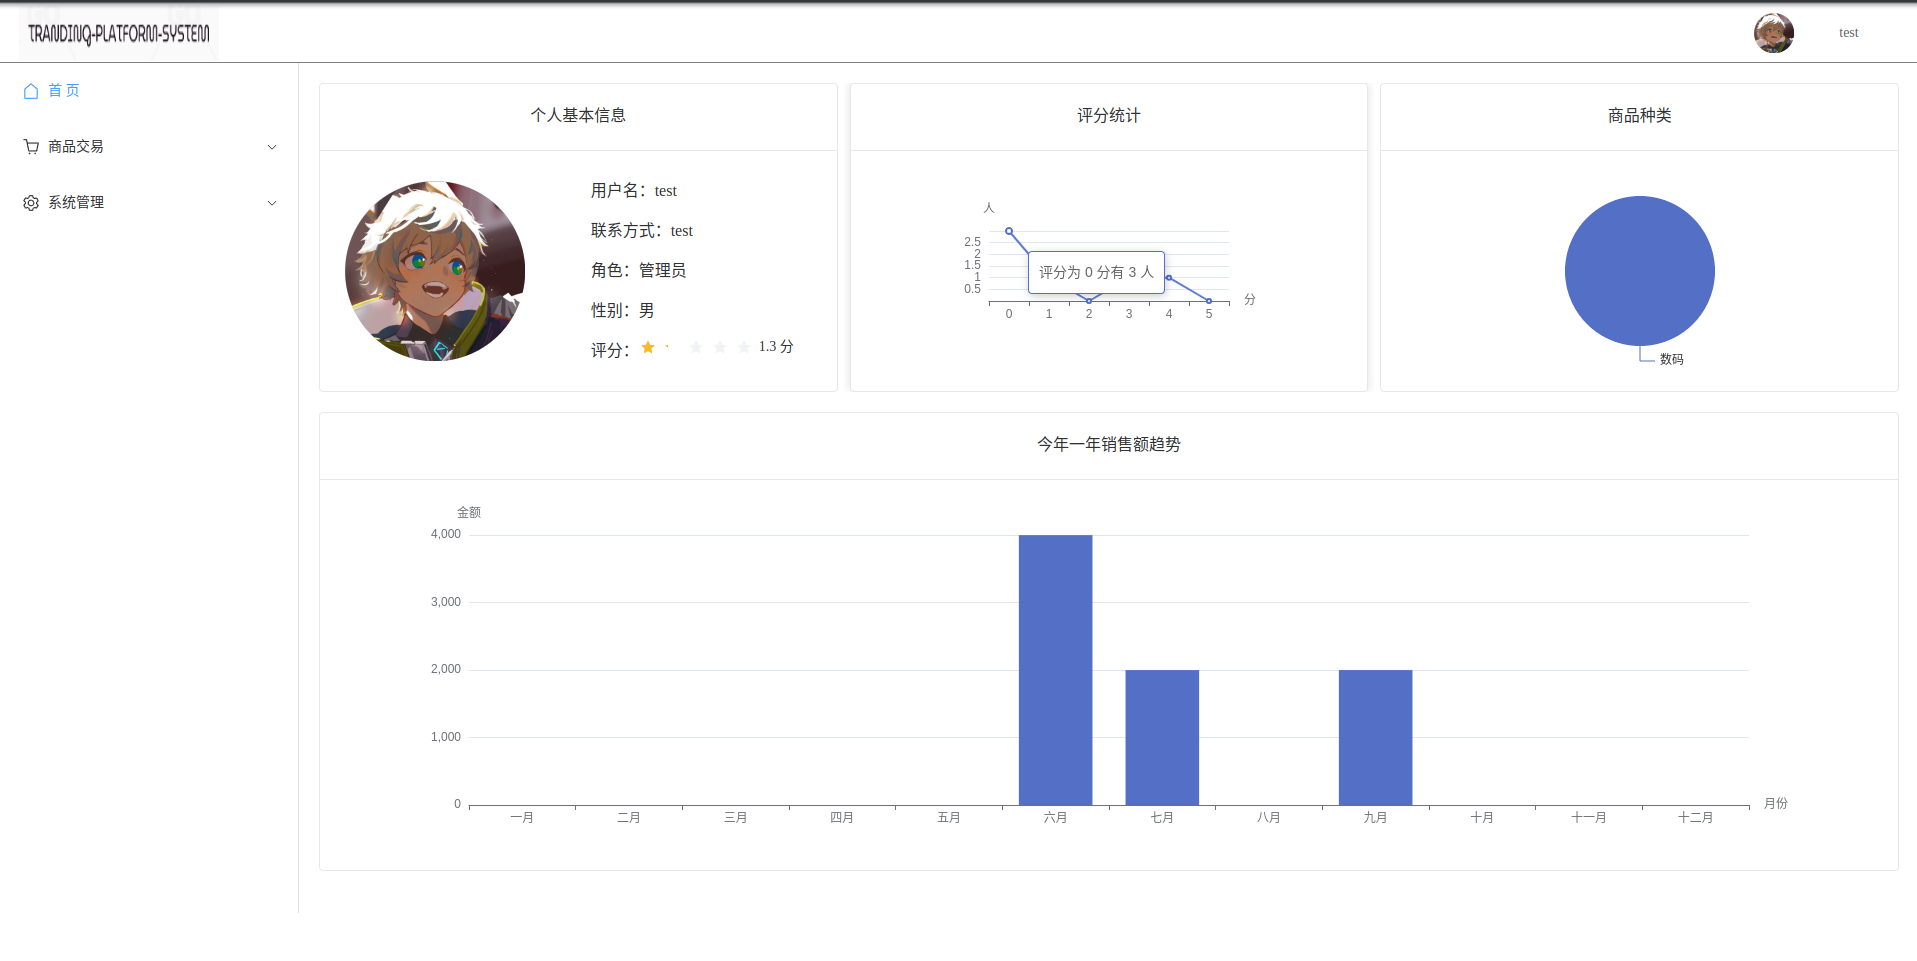 TRANDINQ-PLATFORM-SYSTEM
test
首 页
商品交易
系统管理
个人基本信息
用户名：test
联系方式：test
角色：管理员
性别：男
评分：
1.3 分
评分统计
人
2.5
2
1.5
1
0.5
评分为 0 分有 3 人
分
0 1 2 3 4 5
商品种类
数码
今年一年销售额趋势
金额
4,000
3,000
2,000
1,000
0
一月 二月 三月 四月 五月 六月 七月 八月 九月 十月 十一月 十二月
月份